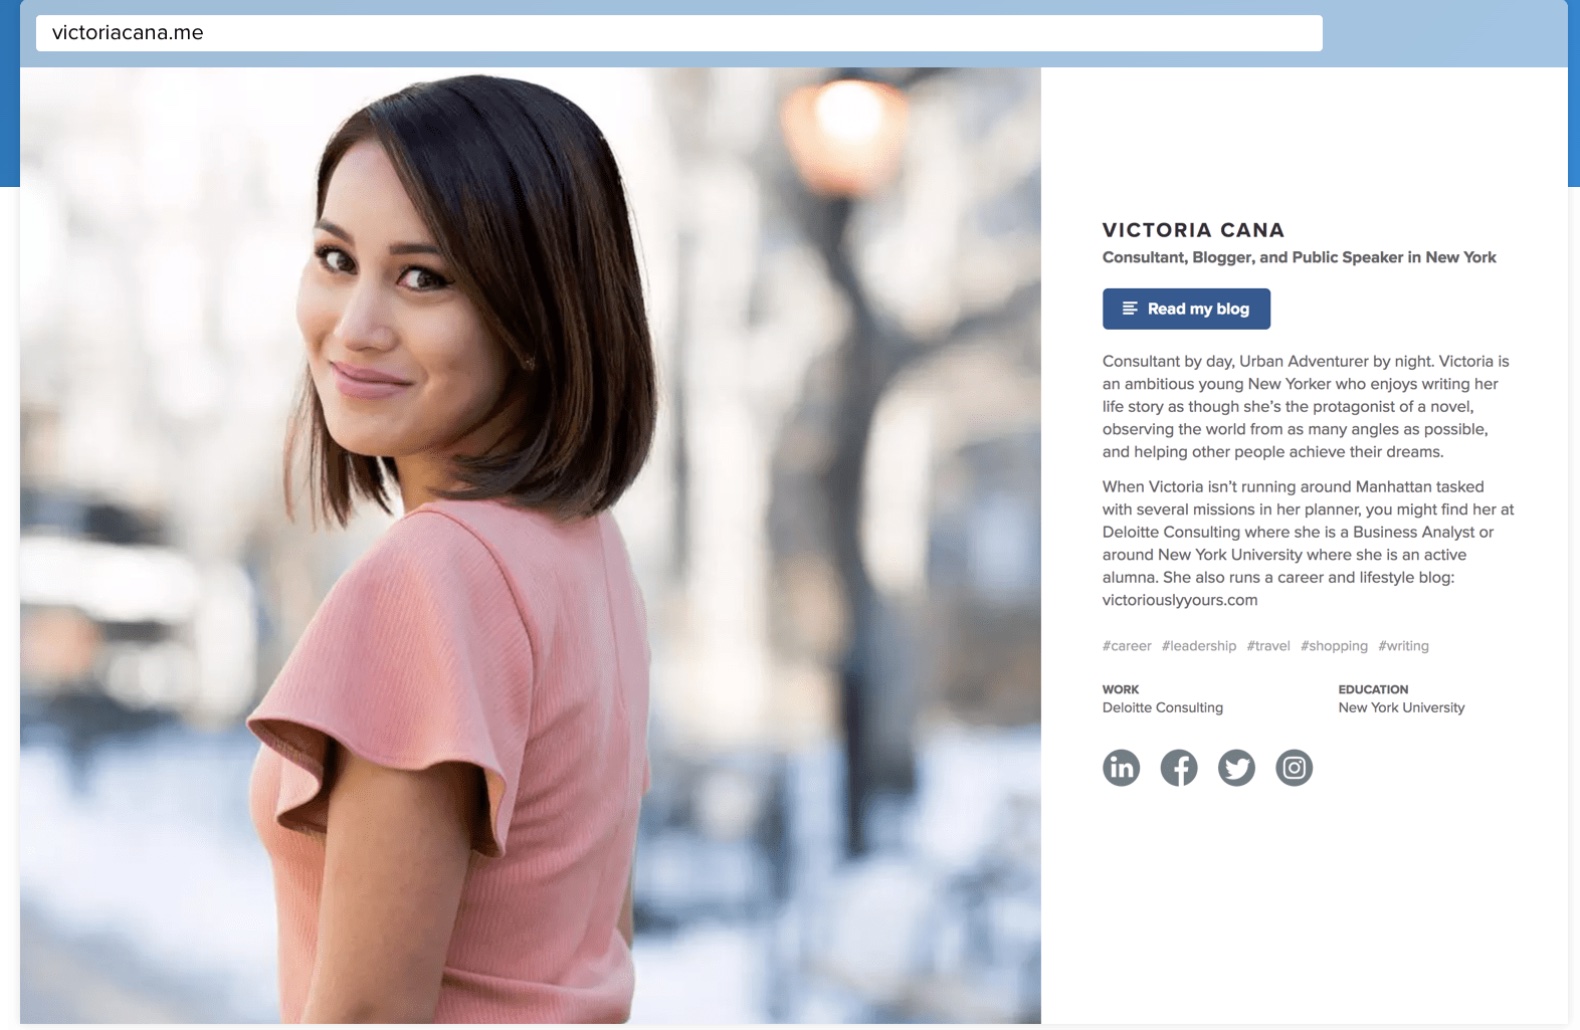 victoriacana.me
VICTORIA CANA
Consultant, Blogger, and Public Speaker in New York
Read my blog
Consultant by day, Urban Adventurer by night. Victoria is
an ambitious young New Yorker who enjoys writing her
life story as though she’s the protagonist of a novel,
observing the world from as many angles as possible,
and helping other people achieve their dreams.
When Victoria isn’t running around Manhattan tasked
with several missions in her planner, you might find her at
Deloitte Consulting where she is a Business Analyst or
around New York University where she is an active
alumna. She also runs a career and lifestyle blog:
victoriouslyyours.com
#career #leadership #travel #shopping #writing
WORK EDUCATION
Deloitte Consulting New York University
in